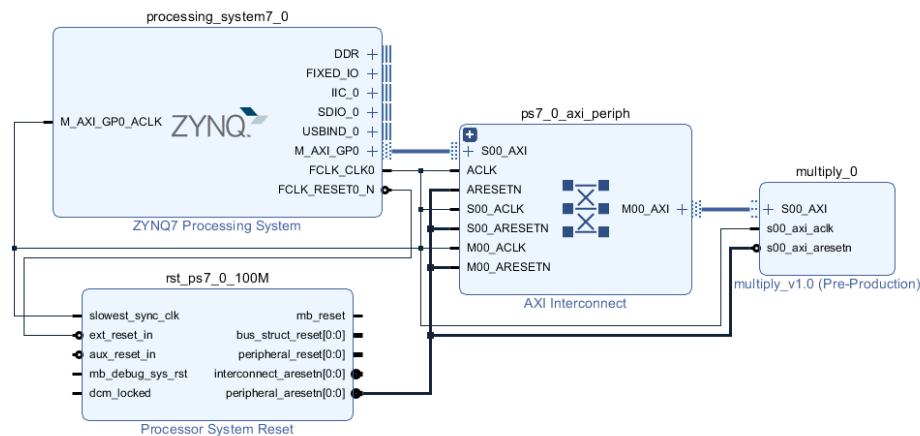 processing_system7_0
DDR
FIXED_IO
IIC_0
SDIO_0
USBIND_0
M_AXI_GP0_ACLK
ZYNQ
M_AXI_GP0
FCLK_CLK0
FCLK_RESET0_N
ZYNQ7 Processing System
ps7_0_axi_periph
S00_AXI
ACLK
ARESETN
S00_ACLK
M00_AXI
S00_ARESETN
M00_ACLK
M00_ARESETN
AXI Interconnect
multiply_0
S00_AXI
s00_axi_aclk
s00_axi_aresetn
multiply_v1.0 (Pre-Production)
rst_ps7_0_100M
slowest_sync_clk
mb_reset
ext_reset_in
bus_struct_reset[0:0]
aux_reset_in
peripheral_reset[0:0]
mb_debug_sys_rst
interconnect_aresetn[0:0]
dcm_locked
peripheral_aresetn[0:0]
Processor System Reset